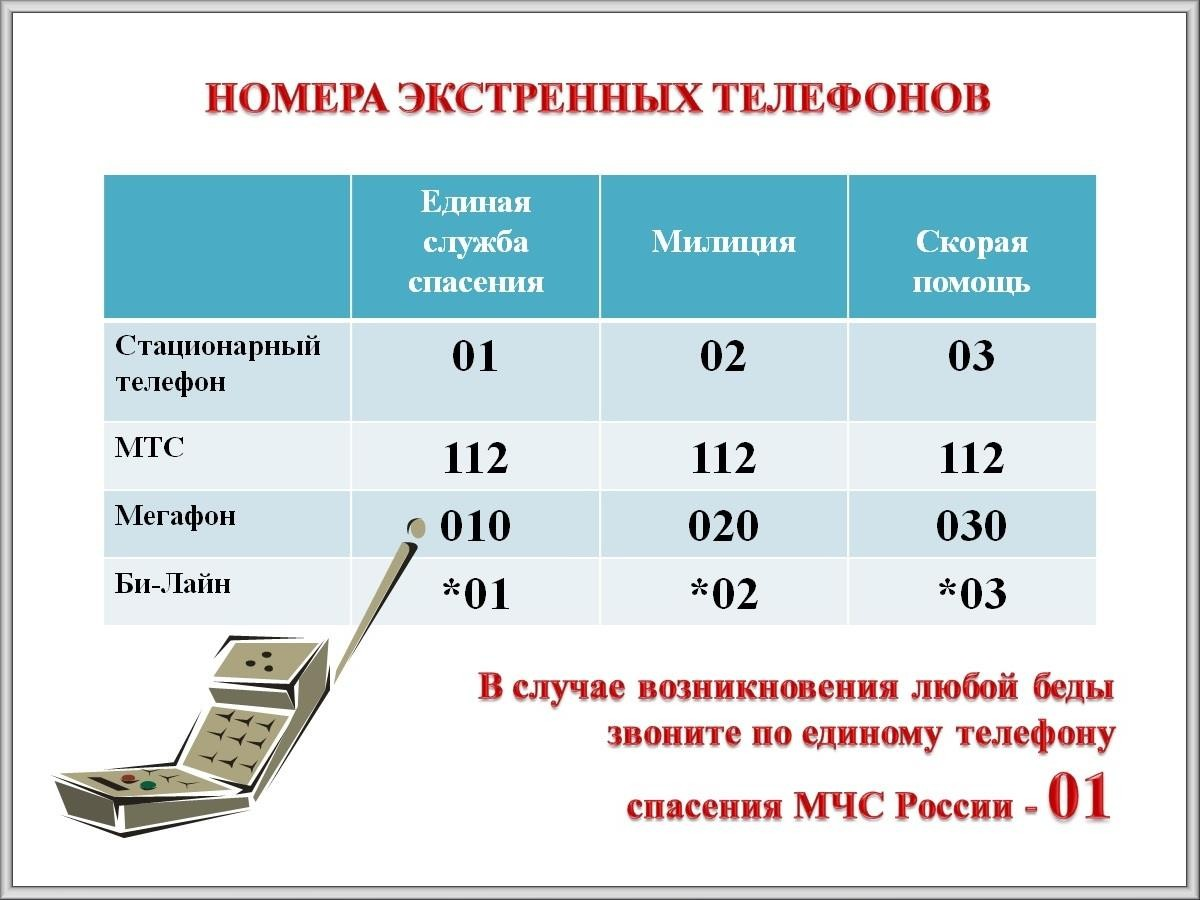 НОМЕРА ЭКСТРЕННЫХ ТЕЛЕФОНОВ
Единая
служба
спасения
Милиция
Скорая
помощь
Стационарный
телефон
01
02
03
МТС
112
112
112
Мегафон
010
020
030
Би-Лайн
*01
*02
*03
В случае возникновения любой беды
звоните по единому телефону
спасения МЧС России - 01